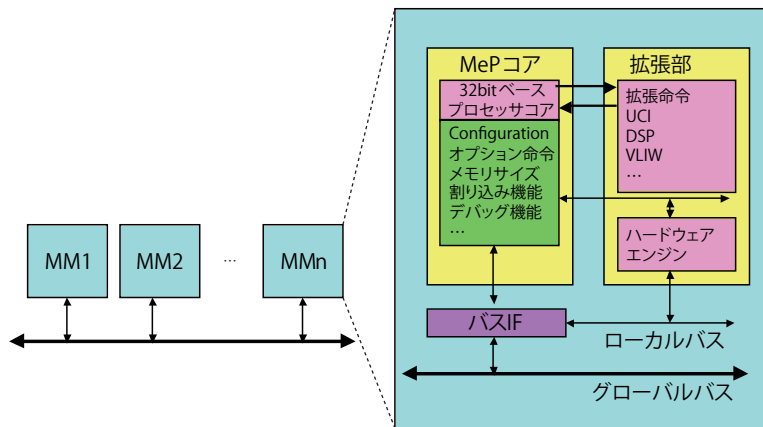 MM1
MM2
…
MMn
MePコア
32bitベース
プロセッサコア
Configuration
オプション命令
メモリサイズ
割り込み機能
デバッグ機能
…
拡張部
拡張命令
UCI
DSP
VLIW
…
ハードウェア
エンジン
バスIF
ローカルバス
グローバルバス